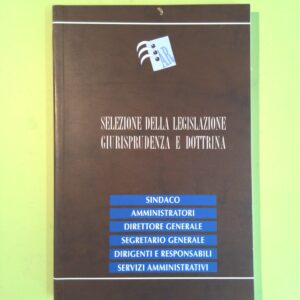 SELEZIONE DELLA LEGISLAZIONE
GIURISPRUDENZA E DOTTRINA
SINDACO
AMMINISTRATORI
DIRETTORE GENERALE
SEGRETARIO GENERALE
DIRIGENTI E RESPONSABILI
SERVIZI AMMINISTRATIVI